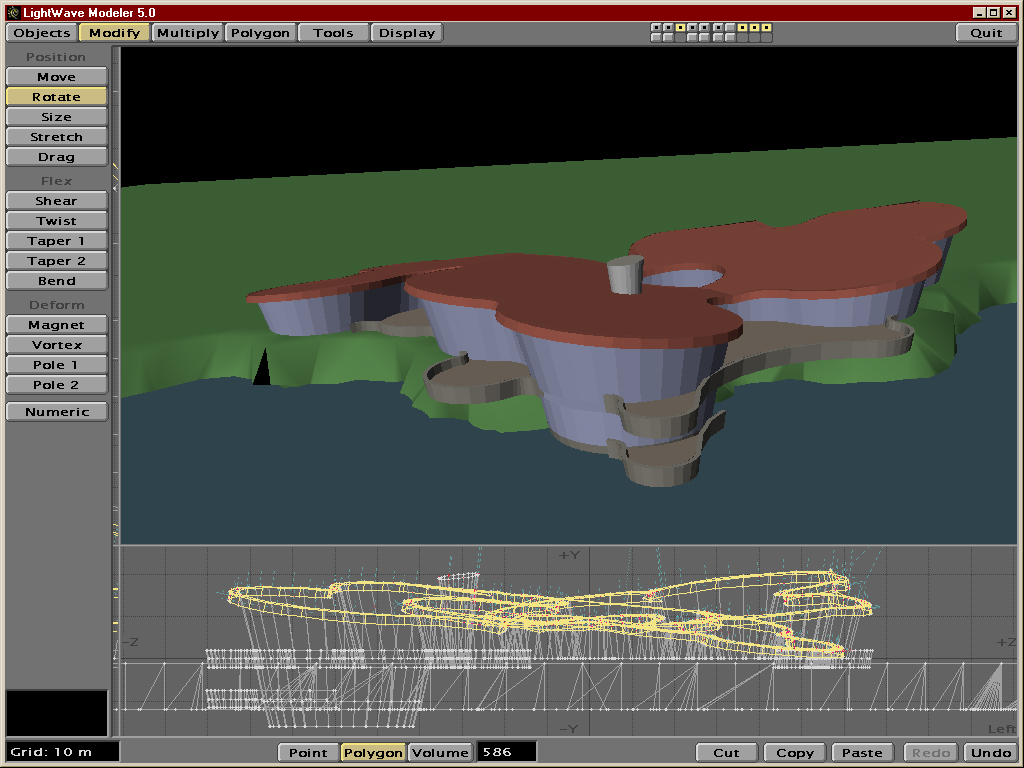 LightWave Modeler 5.0
Objects Modify Multiply Polygon Tools Display Quit
Position
Move
Rotate
Size
Stretch
Drag
Flex
Shear
Twist
Taper 1
Taper 2
Bend
Deform
Magnet
Vortex
Pole 1
Pole 2
Numeric
+Y
-Z +Z
-Y Left
Grid: 10 m Point Polygon Volume 586 Cut Copy Paste Redo Undo